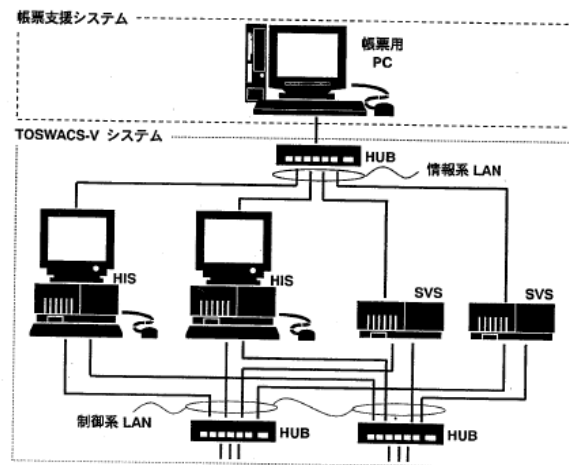 帳票支援システム
帳票用
PC
TOSWACS-V システム
HUB
情報系 LAN
HIS
HIS
SVS
SVS
制御系 LAN
HUB
HUB